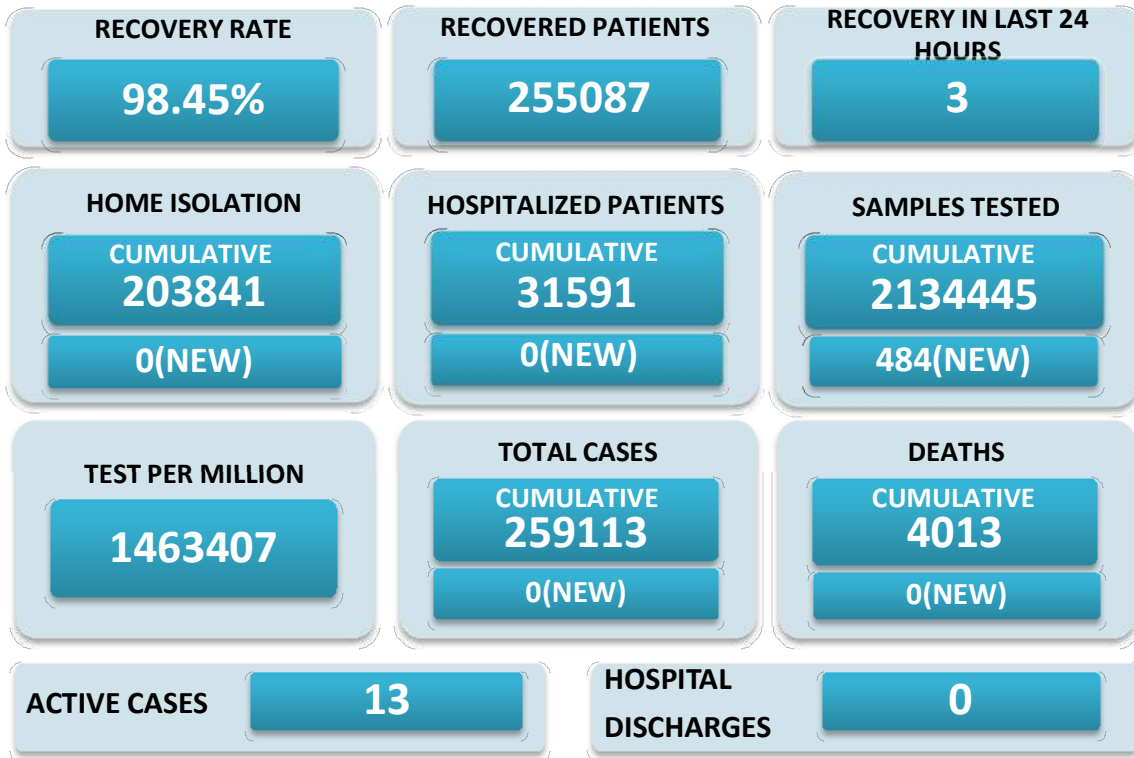 RECOVERY RATE
98.45%
RECOVERED PATIENTS
255087
RECOVERY IN LAST 24
HOURS
3
HOME ISOLATION
CUMULATIVE
203841
0(NEW)
HOSPITALIZED PATIENTS
CUMULATIVE
31591
0(NEW)
SAMPLES TESTED
CUMULATIVE
2134445
484(NEW)
TEST PER MILLION
1463407
TOTAL CASES
CUMULATIVE
259113
0(NEW)
DEATHS
CUMULATIVE
4013
0(NEW)
ACTIVE CASES
13
HOSPITAL
DISCHARGES
0